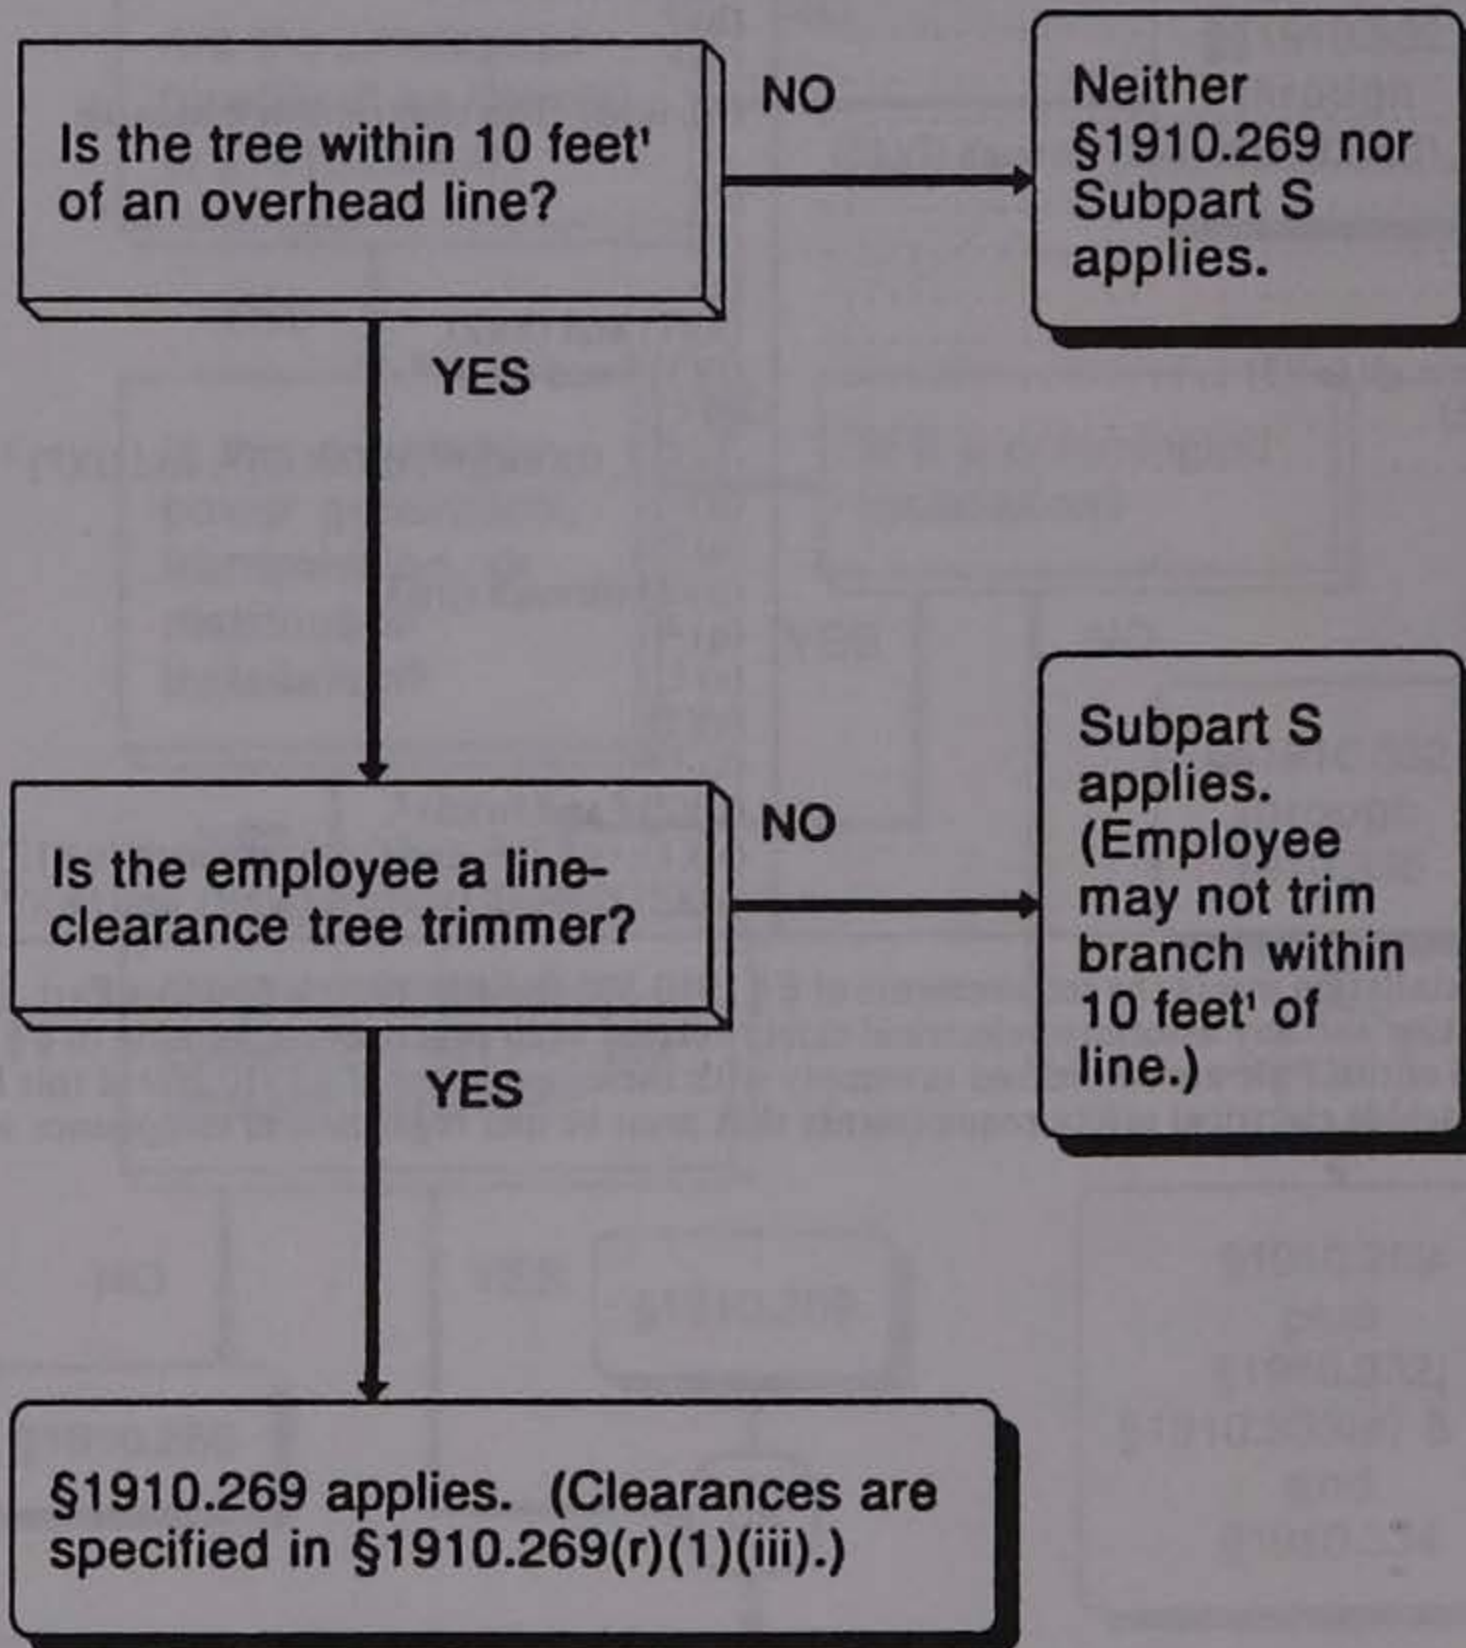 Is the tree within 10 feet¹
of an overhead line?
NO
Neither
§1910.269 nor
Subpart S
applies.
YES
Is the employee a line-
clearance tree trimmer?
NO
Subpart S
applies.
(Employee
may not trim
branch within
10 feet¹ of
line.)
YES
§1910.269 applies. (Clearances are
specified in §1910.269(r)(1)(iii).)